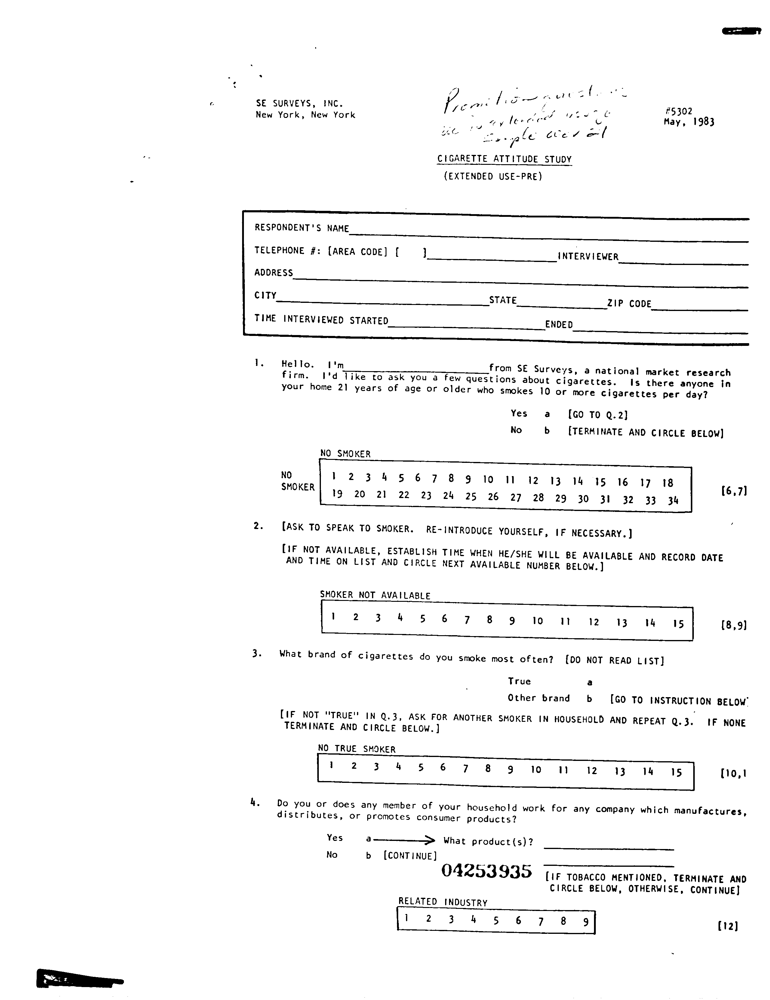 SE SURVEYS, INC.
New York, New York
#5302
May, 1983
CIGARETTE ATTITUDE STUDY
(EXTENDED USE-PRE)
RESPONDENT'S NAME
TELEPHONE #: [AREA CODE] [ ] INTERVIEWER
ADDRESS
CITY STATE ZIP CODE
TIME INTERVIEWED STARTED ENDED
1. Hello. I'm from SE Surveys, a national market research
firm. I'd like to ask you a few questions about cigarettes. Is there anyone in
your home 21 years of age or older who smokes 10 or more cigarettes per day?
Yes a [GO TO Q.2]
No b [TERMINATE AND CIRCLE BELOW]
NO SMOKER
NO SMOKER
1 2 3 4 5 6 7 8 9 10 11 12 13 14 15 16 17 18
19 20 21 22 23 24 25 26 27 28 29 30 31 32 33 34
[6,7]
2. [ASK TO SPEAK TO SMOKER. RE-INTRODUCE YOURSELF, IF NECESSARY.]
[IF NOT AVAILABLE, ESTABLISH TIME WHEN HE/SHE WILL BE AVAILABLE AND RECORD DATE
AND TIME ON LIST AND CIRCLE NEXT AVAILABLE NUMBER BELOW.]
SMOKER NOT AVAILABLE
1 2 3 4 5 6 7 8 9 10 11 12 13 14 15 [8,9]
3. What brand of cigarettes do you smoke most often? [DO NOT READ LIST]
True a
Other brand b [GO TO INSTRUCTION BELOW
[IF NOT "TRUE" IN Q.3, ASK FOR ANOTHER SMOKER IN HOUSEHOLD AND REPEAT Q.3. IF NONE
TERMINATE AND CIRCLE BELOW.]
NO TRUE SMOKER
1 2 3 4 5 6 7 8 9 10 11 12 13 14 15 [10,1
4. Do you or does any member of your household work for any company which manufactures,
distributes, or promotes consumer products?
Yes a → What product(s)?
No b [CONTINUE]
04253935
[IF TOBACCO MENTIONED, TERMINATE AND
CIRCLE BELOW, OTHERWISE, CONTINUE]
RELATED INDUSTRY
1 2 3 4 5 6 7 8 9 [12]